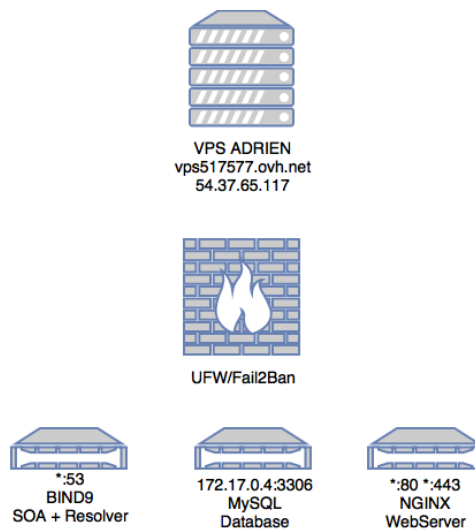 VPS ADRIEN
vps517577.ovh.net
54.37.65.117
UFW/Fail2Ban
*:53
BIND9
SOA + Resolver
172.17.0.4:3306
MySQL
Database
*:80 *:443
NGINX
WebServer